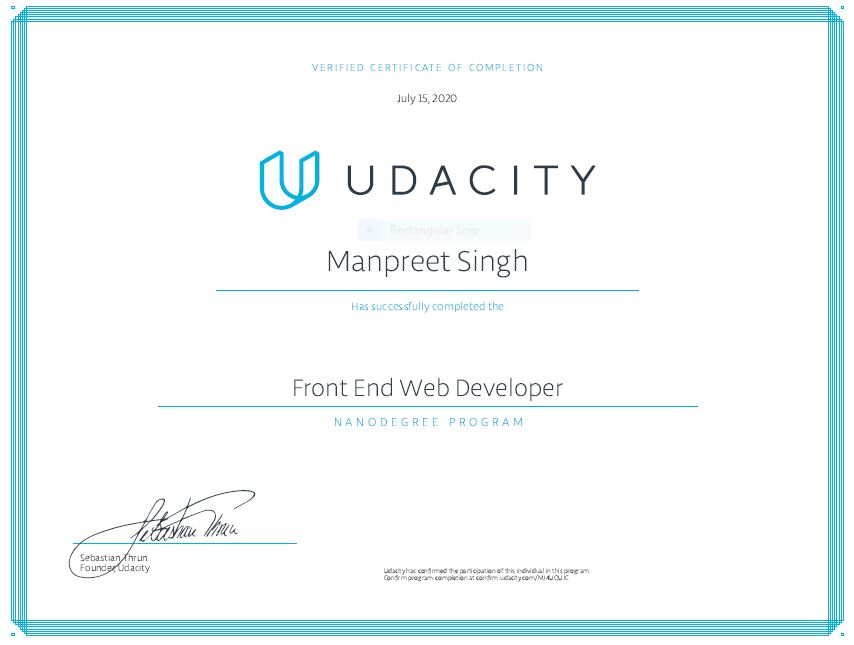 VERIFIED CERTIFICATE OF COMPLETION
July 15, 2020
UDACITY
Rectangular Snip
Manpreet Singh
Has successfully completed the
Front End Web Developer
NANODEGREE PROGRAM
Sebastian Thrun
Sebastian Thrun
Founder, Udacity
Udacity has confirmed the participation of this individual in this program.
Confirm program completion at confirm.udacity.com/